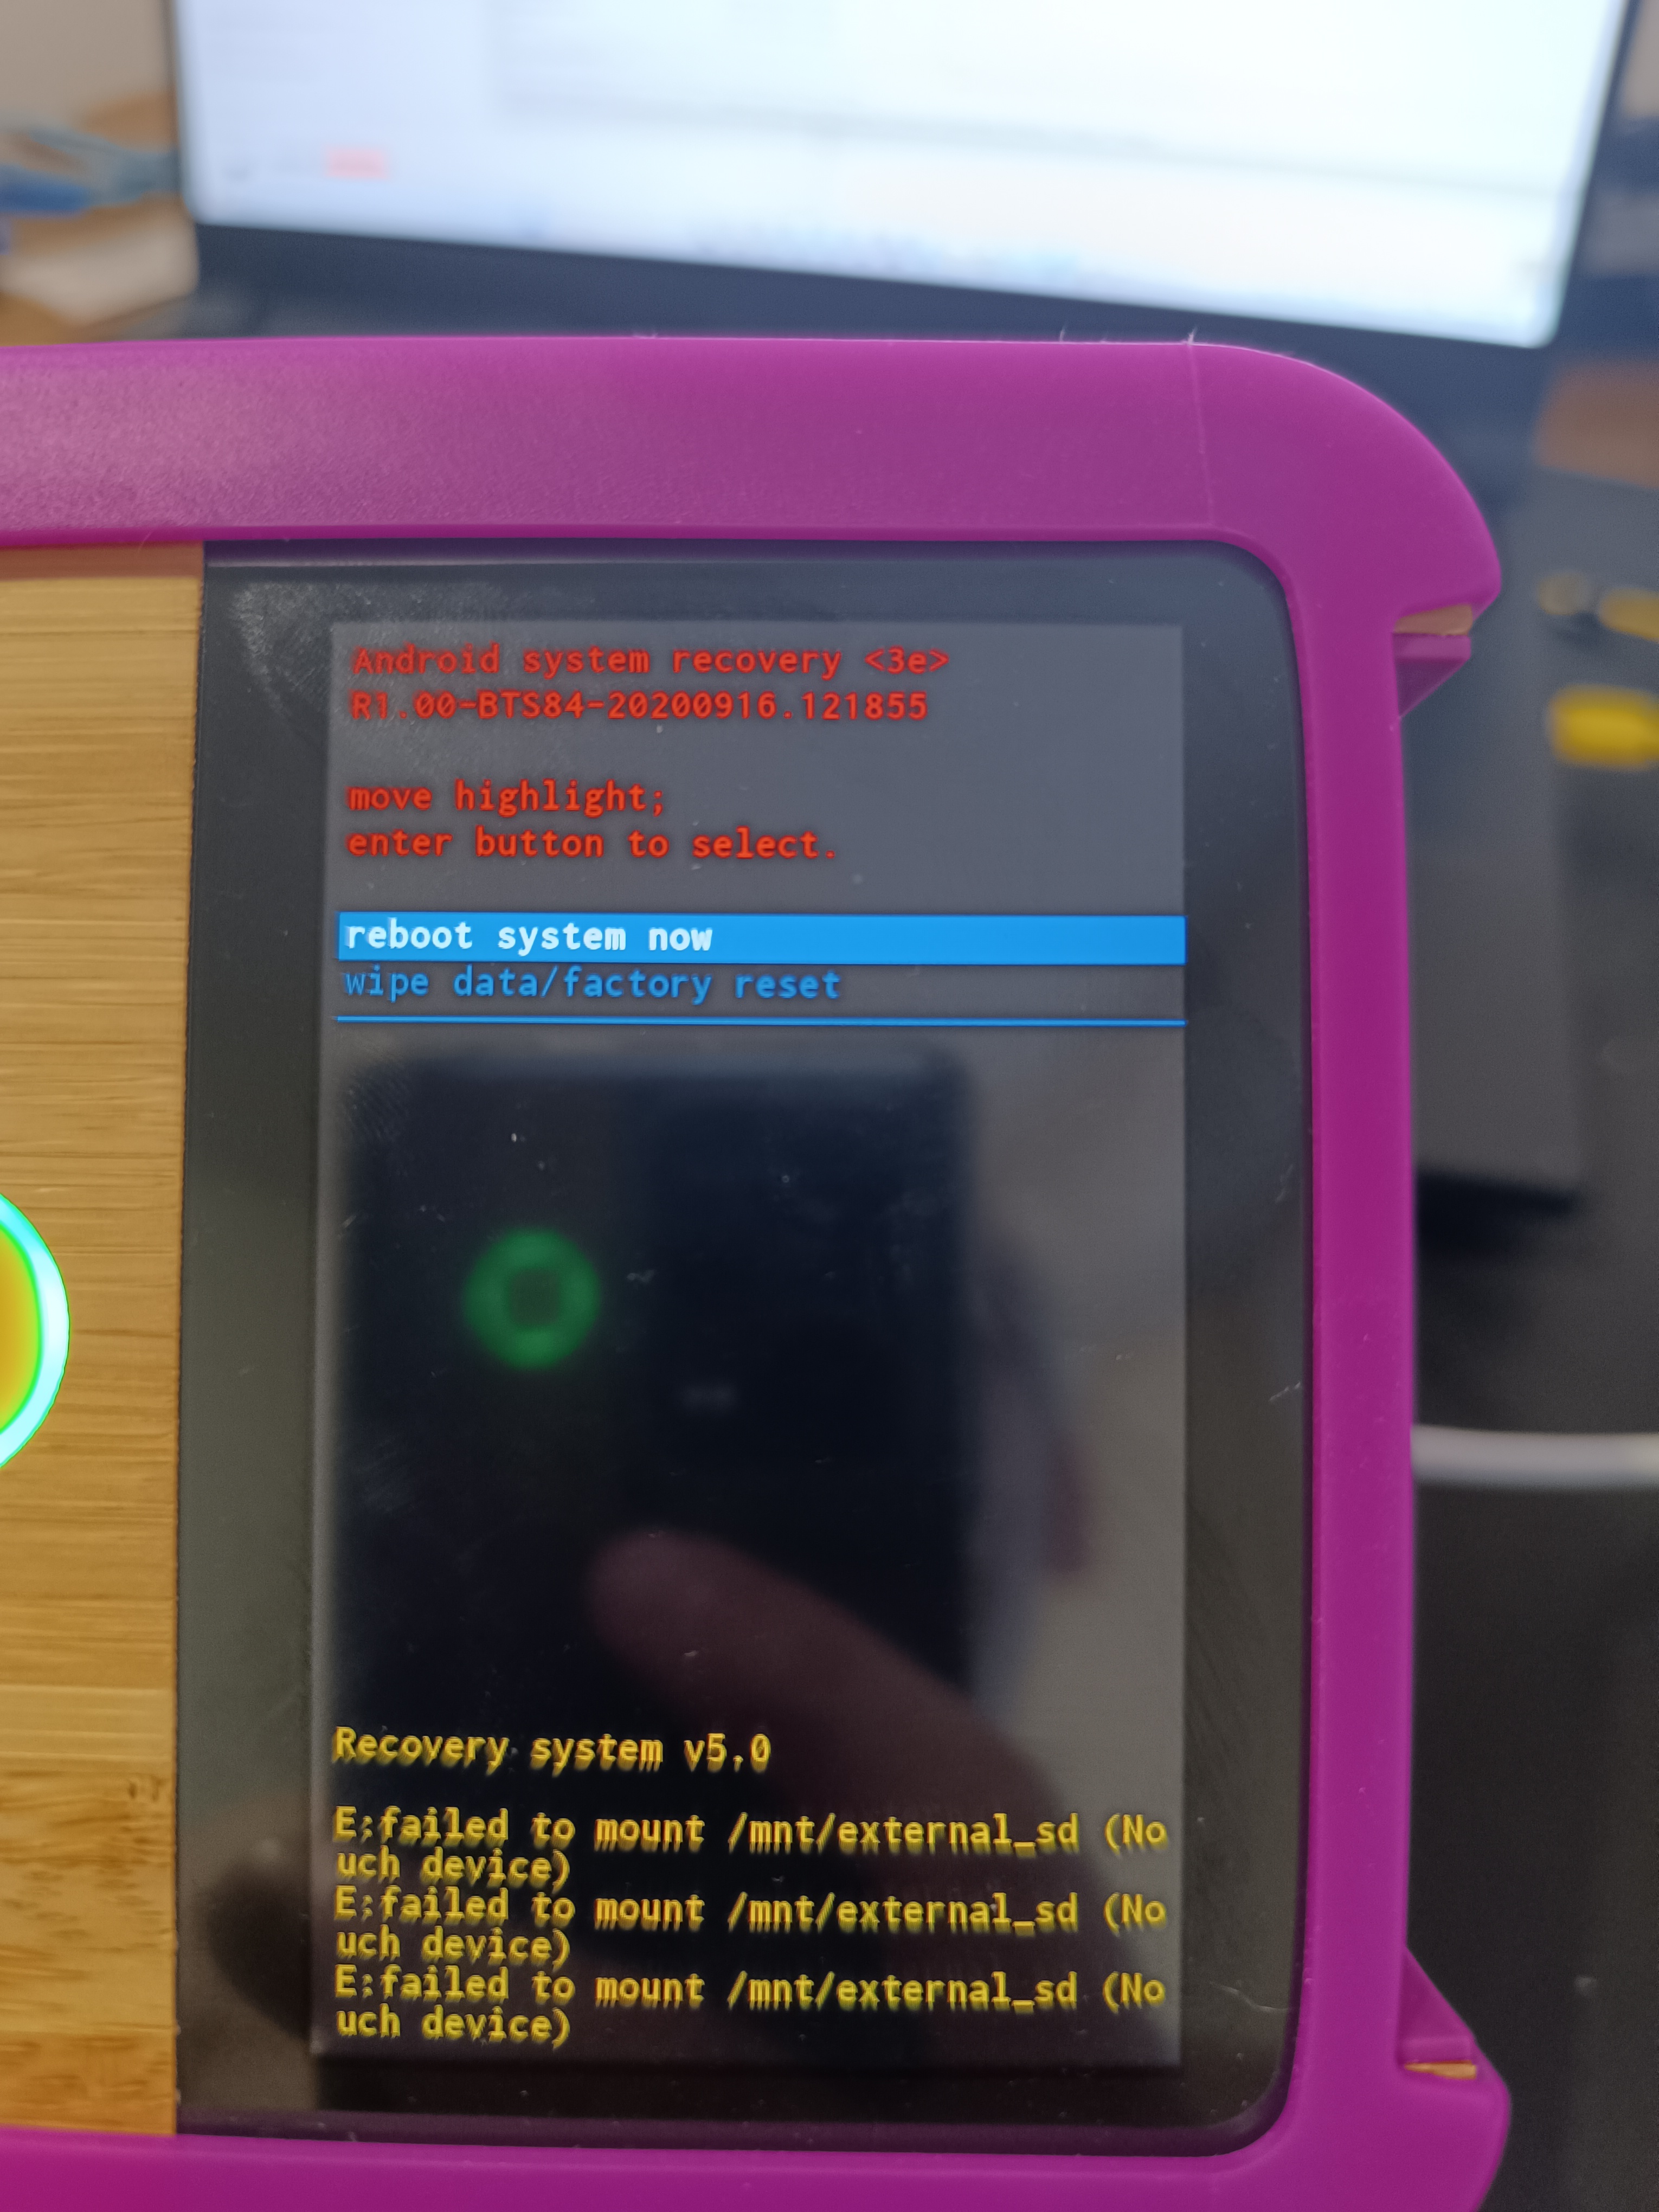 Android system recovery <3e>
R1.00-BTS84-20200916.121855
move highlight;
enter button to select.
reboot system now
wipe data/factory reset
Recovery system v5.0
E:failed to mount /mnt/external_sd (No
uch device)
E:failed to mount /mnt/external_sd (No
uch device)
E:failed to mount /mnt/external_sd (No
uch device)